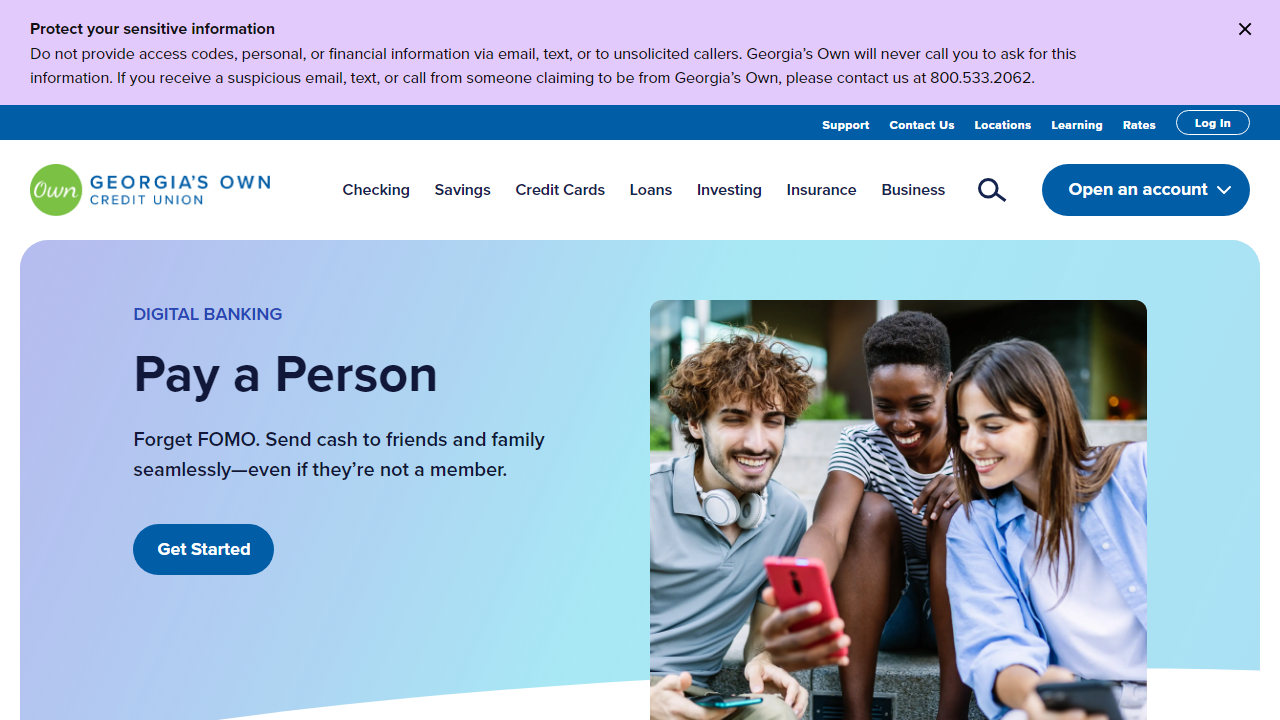 Protect your sensitive information
Do not provide access codes, personal, or financial information via email, text, or to unsolicited callers. Georgia’s Own will never call you to ask for this
information. If you receive a suspicious email, text, or call from someone claiming to be from Georgia’s Own, please contact us at 800.533.2062.
Support Contact Us Locations Learning Rates Log In
Own GEORGIA’S OWN
CREDIT UNION
Checking Savings Credit Cards Loans Investing Insurance Business Open an account
DIGITAL BANKING
Pay a Person
Forget FOMO. Send cash to friends and family
seamlessly—even if they’re not a member.
Get Started